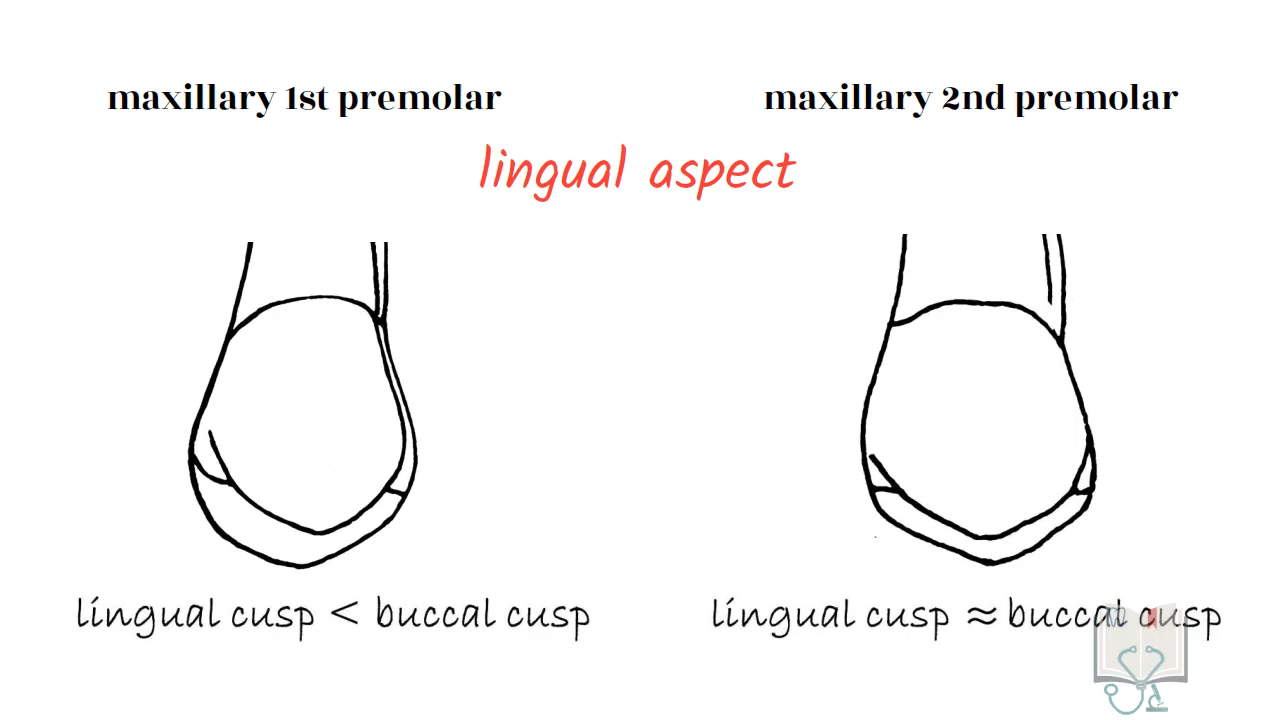 maxillary 1st premolar
maxillary 2nd premolar
lingual aspect
lingual cusp < buccal cusp
lingual cusp ≈ buccal cusp